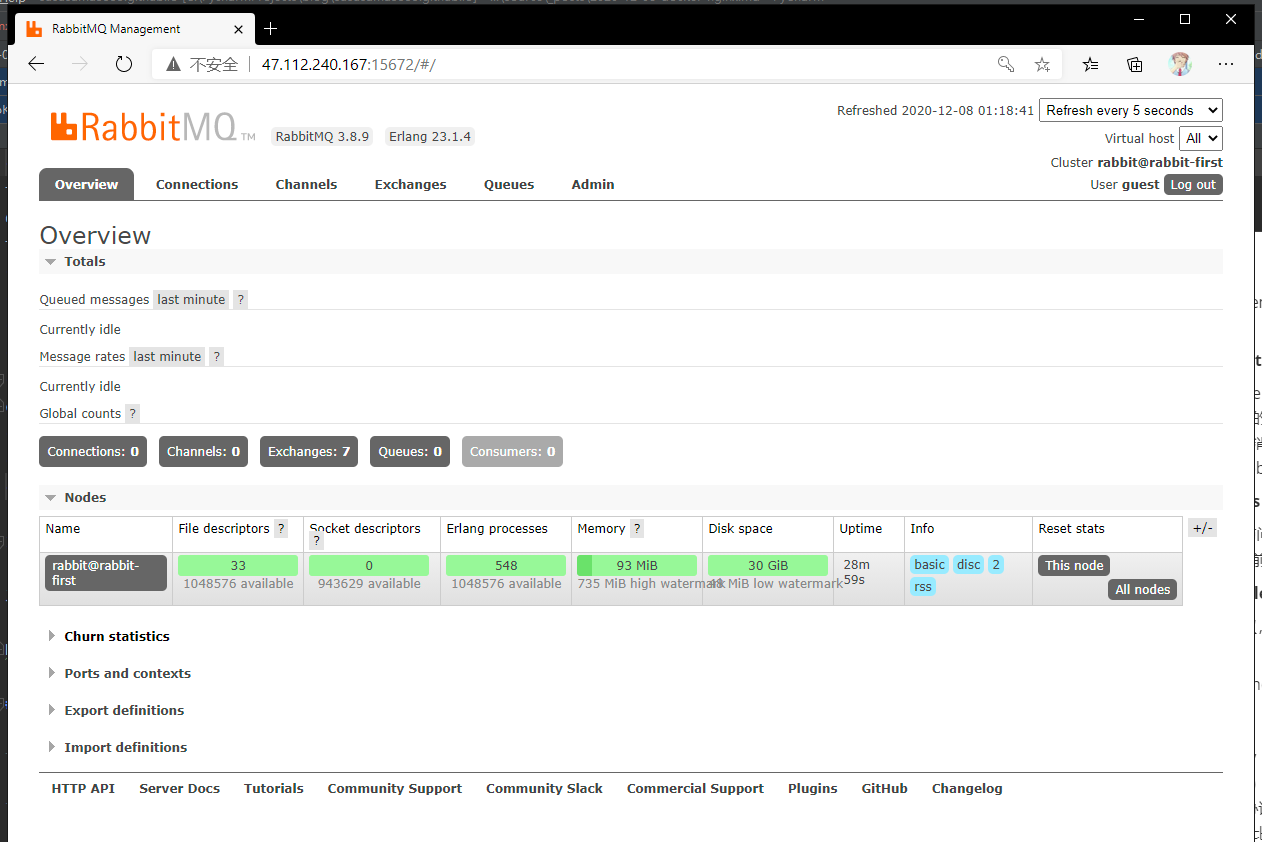 RabbitMQ Management
不安全 47.112.240.167:15672/#/
RabbitMQ TM RabbitMQ 3.8.9 Erlang 23.1.4
Refreshed 2020-12-08 01:18:41 Refresh every 5 seconds
Virtual host All
Cluster rabbit@rabbit-first
User guest Log out
Overview Connections Channels Exchanges Queues Admin
Overview
Totals
Queued messages last minute ?
Currently idle
Message rates last minute ?
Currently idle
Global counts ?
Connections: 0 Channels: 0 Exchanges: 7 Queues: 0 Consumers: 0
Nodes
Name File descriptors ? Socket descriptors ? Erlang processes Memory ? Disk space Uptime Info Reset stats +/-
rabbit@rabbit-first 33 0 548 93 MiB 30 GiB 28m 59s basic disc 2 rss This node
1048576 available 943629 available 1048576 available 735 MiB high watermark 48 MiB low watermark All nodes
Churn statistics
Ports and contexts
Export definitions
Import definitions
HTTP API Server Docs Tutorials Community Support Community Slack Commercial Support Plugins GitHub Changelog